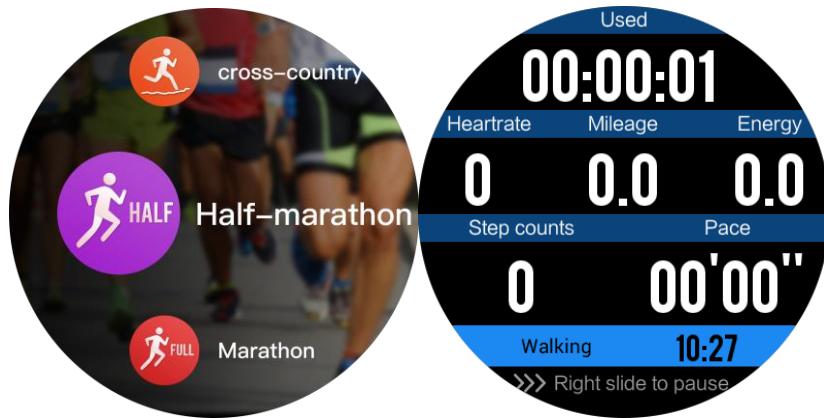 cross-country
HALF
Half-marathon
FULL
Marathon
Used
00:00:01
Heartrate Mileage Energy
0 0.0 0.0
Step counts Pace
0 00'00"
Walking 10:27
>>> Right slide to pause